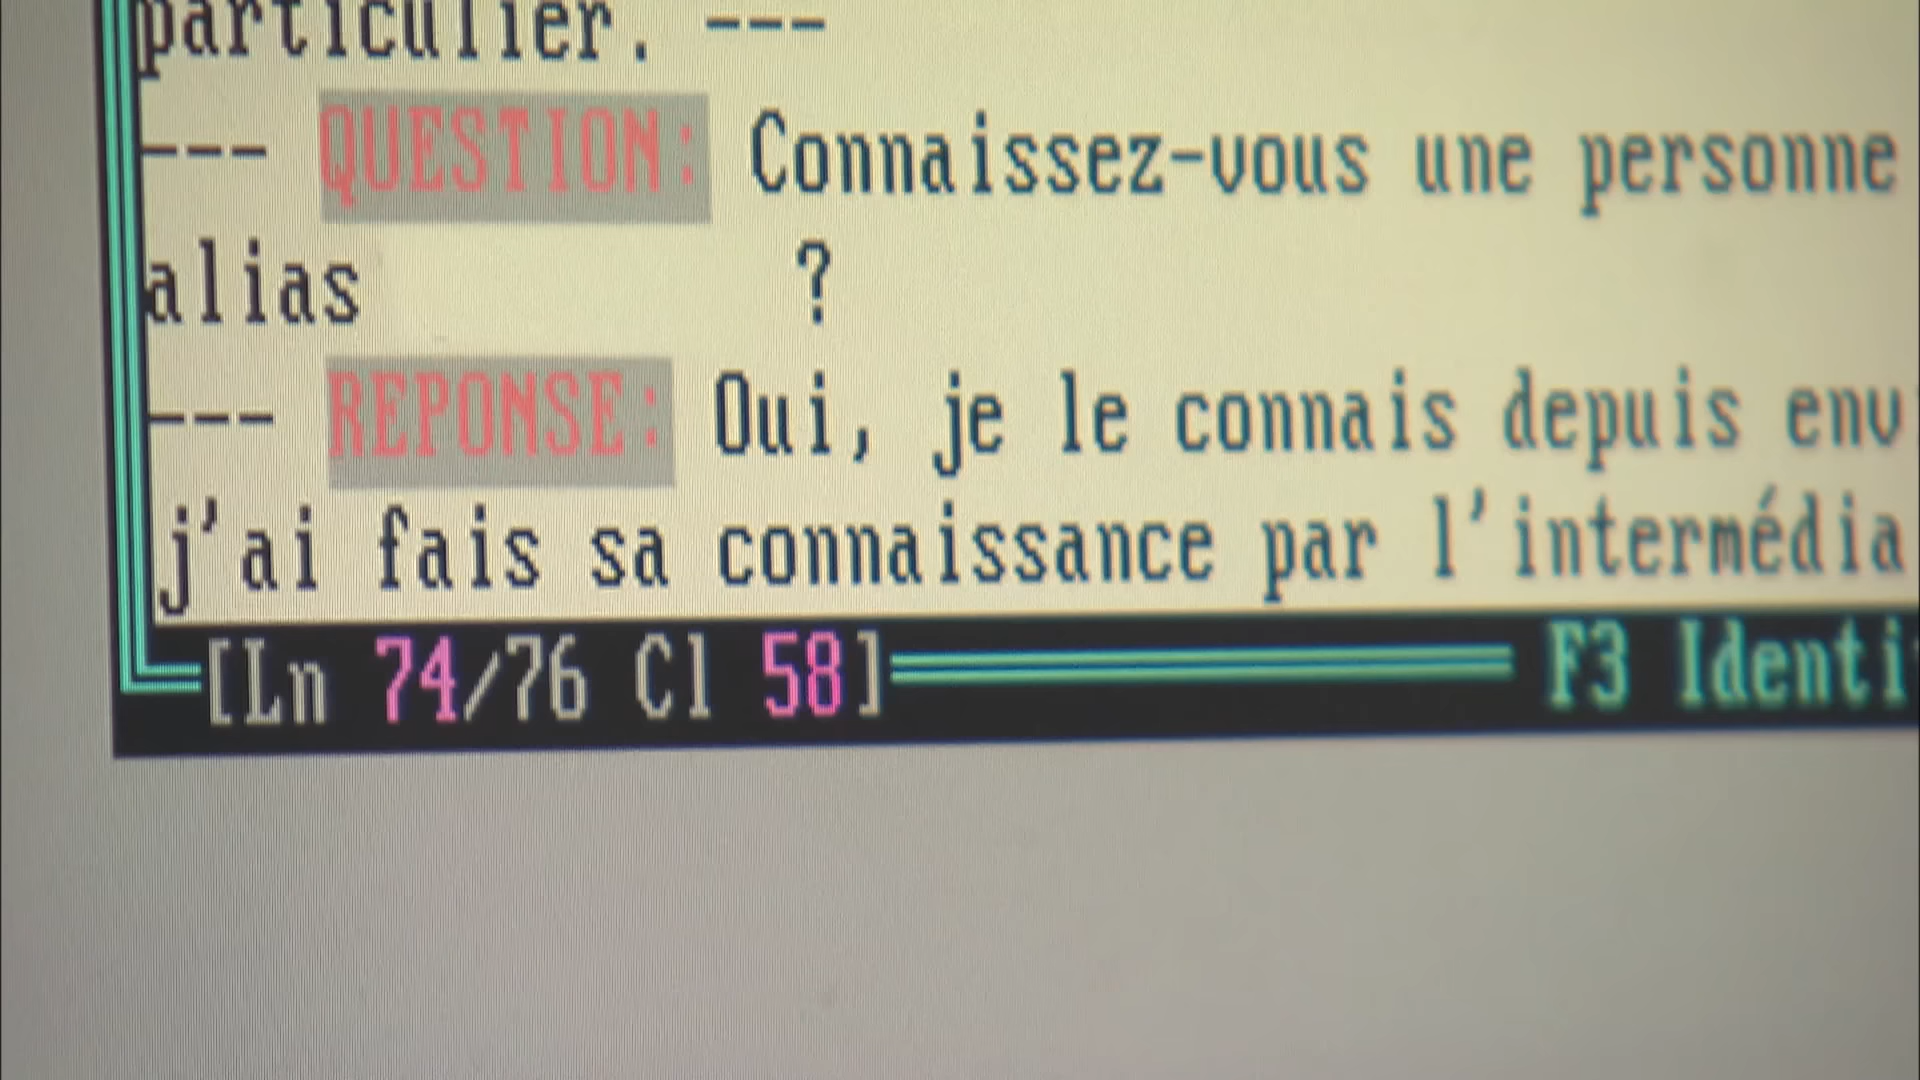 particulier. ---
--- QUESTION: Connaissez-vous une personne
alias ?
--- REPONSE: Oui, je le connais depuis env
j'ai fais sa connaissance par l'intermédia
[Ln 74/76 Cl 58] F3 Identi